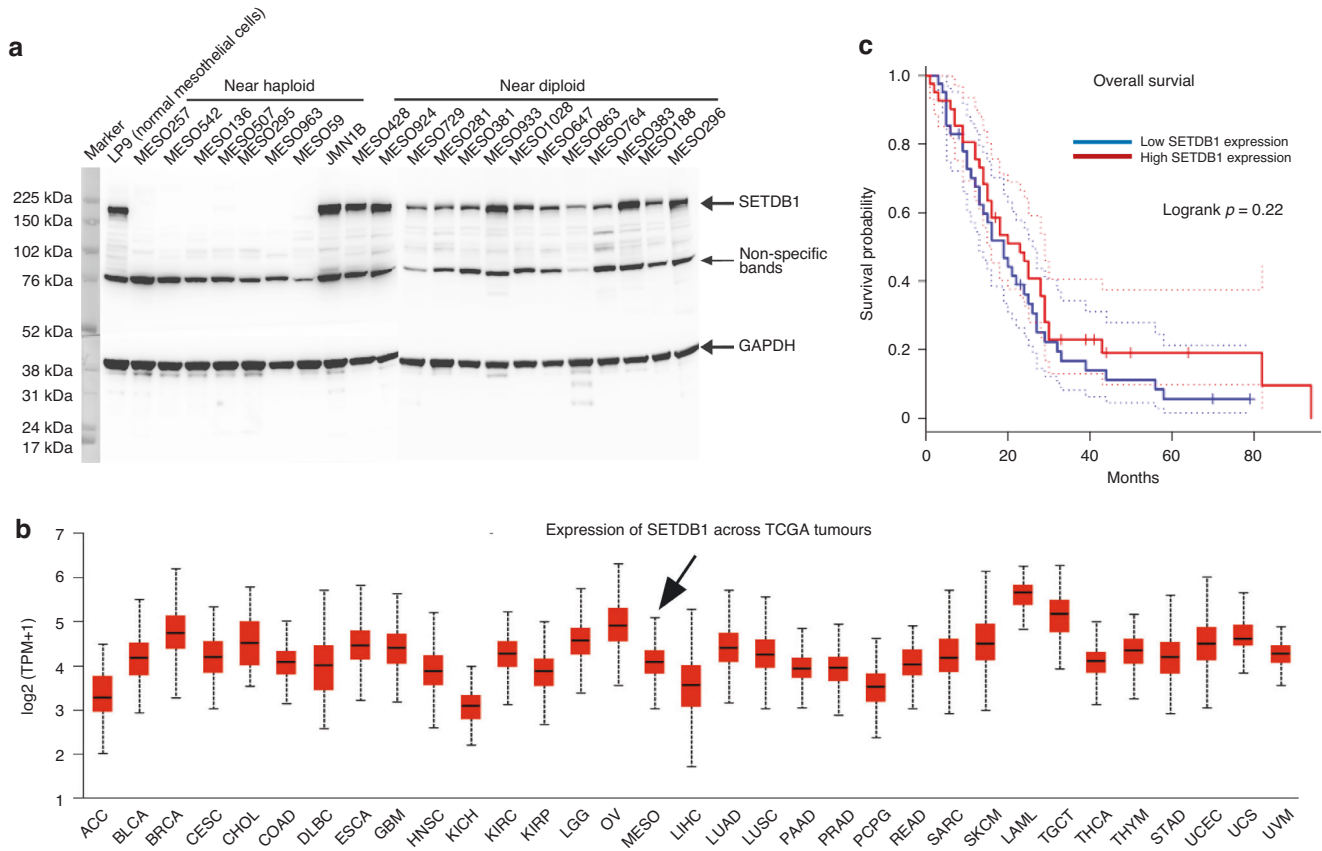 a
Near haploid
Near diploid
Marker
LP9 (normal mesothelial cells)
MESO257
MESO542
MESO136
MESO507
MESO295
MESO963
MESO59
JMN1B
MESO428
MESO924
MESO729
MESO281
MESO381
MESO933
MESO1028
MESO647
MESO863
MESO764
MESO383
MESO188
MESO296
225 kDa
150 kDa
102 kDa
76 kDa
52 kDa
38 kDa
31 kDa
24 kDa
17 kDa
SETDB1
Non-specific
bands
GAPDH
c
Overall survival
Low SETDB1 expression
High SETDB1 expression
Logrank p = 0.22
Survival probability
1.0
0.8
0.6
0.4
0.2
0
0 20 40 60 80
Months
b
Expression of SETDB1 across TCGA tumours
log2 (TPM+1)
7
6
5
4
3
2
1
ACC BLCA BRCA CESC CHOL COAD DLBC ESCA GBM HNSC KICH KIRC KIRP LGG OV MESO LIHC LUAD LUSC PAAD PRAD PCPG READ SARC SKCM LAML TGCT THCA THYM STAD UCEC UCS UVM